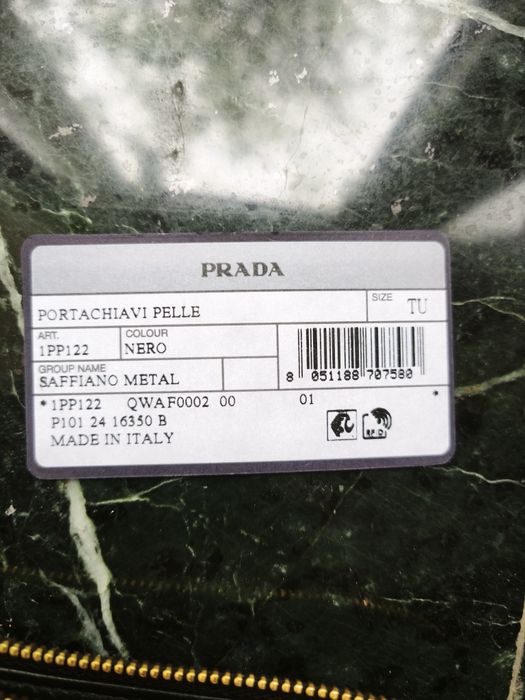 PRADA
PORTACHIAVI PELLE
SIZE TU
ART. COLOUR
1PP122 NERO
GROUP NAME
SAFFIANO METAL
8 051188 707580
* 1PP122 QWAF0002 00 01 *
P101 24 16350 B
MADE IN ITALY
RFID